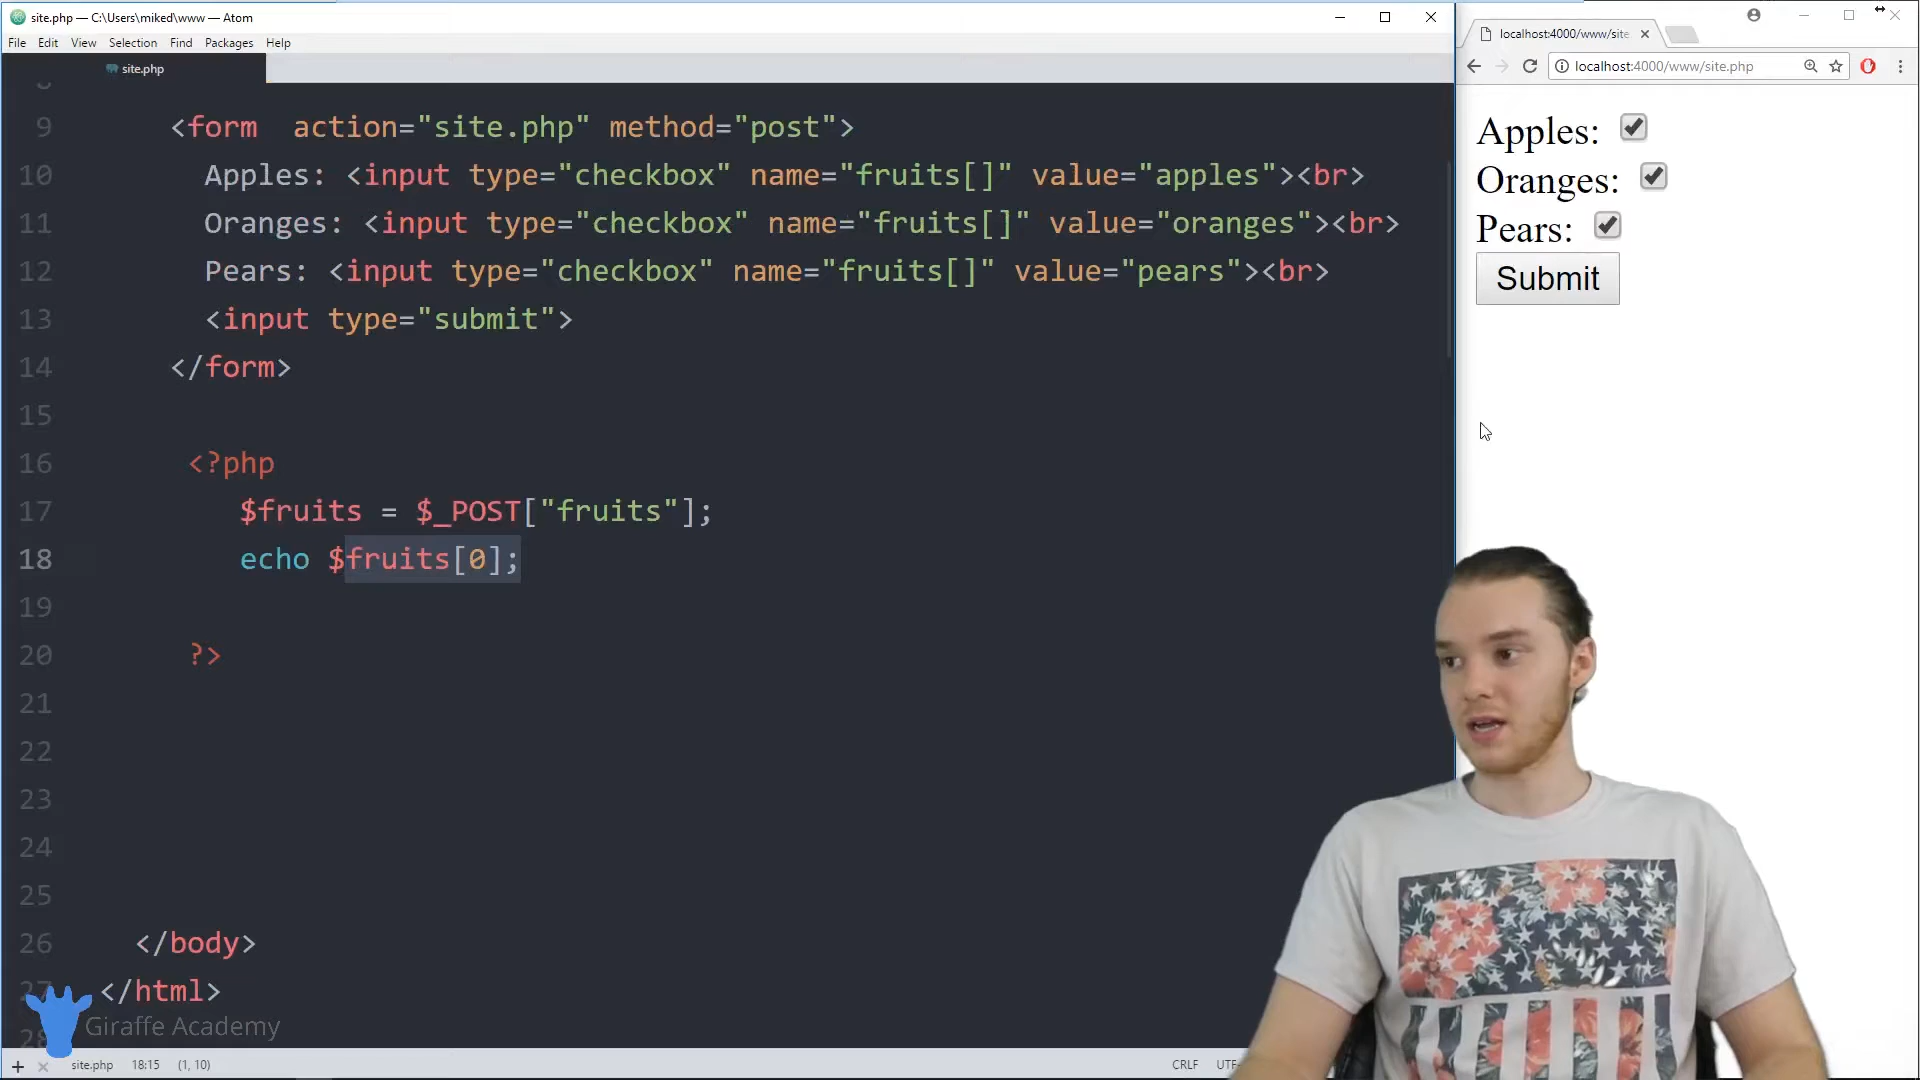 site.php — C:\Users\miked\www — Atom
File Edit View Selection Find Packages Help
site.php
9 <form  action="site.php" method="post">
10 Apples: <input type="checkbox" name="fruits[]" value="apples"><br>
11 Oranges: <input type="checkbox" name="fruits[]" value="oranges"><br>
12 Pears: <input type="checkbox" name="fruits[]" value="pears"><br>
13 <input type="submit">
14 </form>
15
16 <?php
17 $fruits = $_POST["fruits"];
18 echo $fruits[0];
19
20 ?>
21
22
23
24
25
26 </body>
27 </html>
28
Giraffe Academy
site.php 18:15 (1, 10) CRLF
localhost:4000/www/site
localhost:4000/www/site.php
Apples:
Oranges:
Pears:
Submit